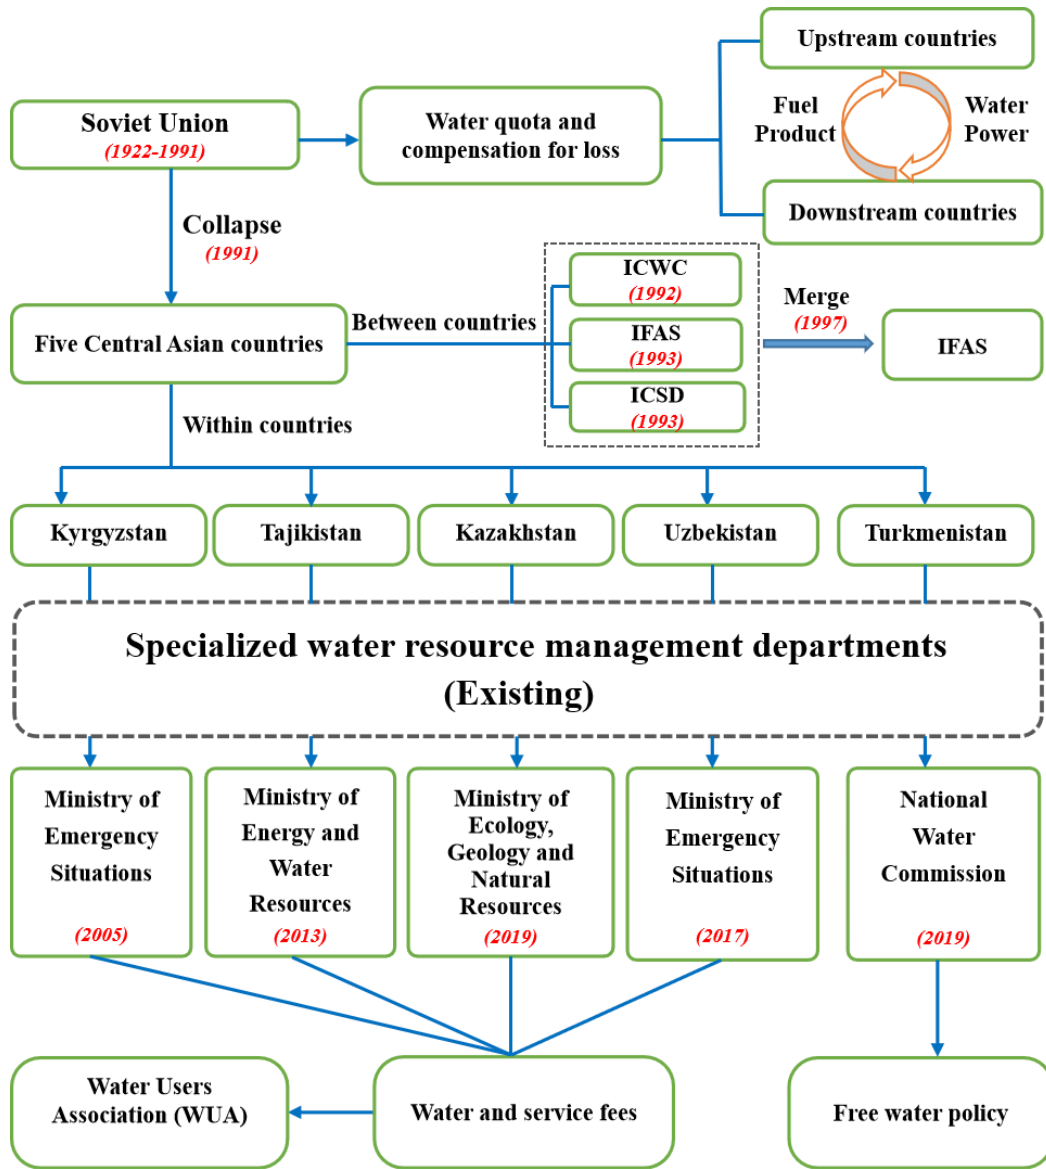 Upstream countries
Soviet Union
(1922-1991)
Water quota and
compensation for loss
Fuel
Product
Water
Power
Downstream countries
Collapse
(1991)
Five Central Asian countries
Between countries
ICWC
(1992)
IFAS
(1993)
ICSD
(1993)
Merge
(1997)
IFAS
Within countries
Kyrgyzstan
Tajikistan
Kazakhstan
Uzbekistan
Turkmenistan
Specialized water resource management departments
(Existing)
Ministry of
Emergency
Situations
(2005)
Ministry of
Energy and
Water
Resources
(2013)
Ministry of
Ecology,
Geology and
Natural
Resources
(2019)
Ministry of
Emergency
Situations
(2017)
National
Water
Commission
(2019)
Water Users
Association (WUA)
Water and service fees
Free water policy